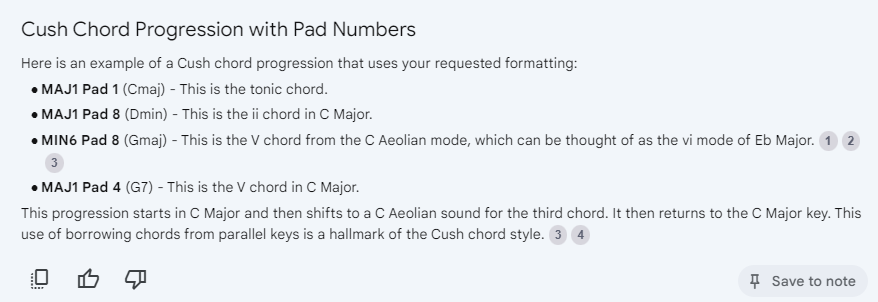 Cush Chord Progression with Pad Numbers
Here is an example of a Cush chord progression that uses your requested formatting:
● MAJ1 Pad 1 (Cmaj) - This is the tonic chord.
● MAJ1 Pad 8 (Dmin) - This is the ii chord in C Major.
● MIN6 Pad 8 (Gmaj) - This is the V chord from the C Aeolian mode, which can be thought of as the vi mode of Eb Major. 1 2
3
● MAJ1 Pad 4 (G7) - This is the V chord in C Major.
This progression starts in C Major and then shifts to a C Aeolian sound for the third chord. It then returns to the C Major key. This
use of borrowing chords from parallel keys is a hallmark of the Cush chord style. 3 4
Save to note